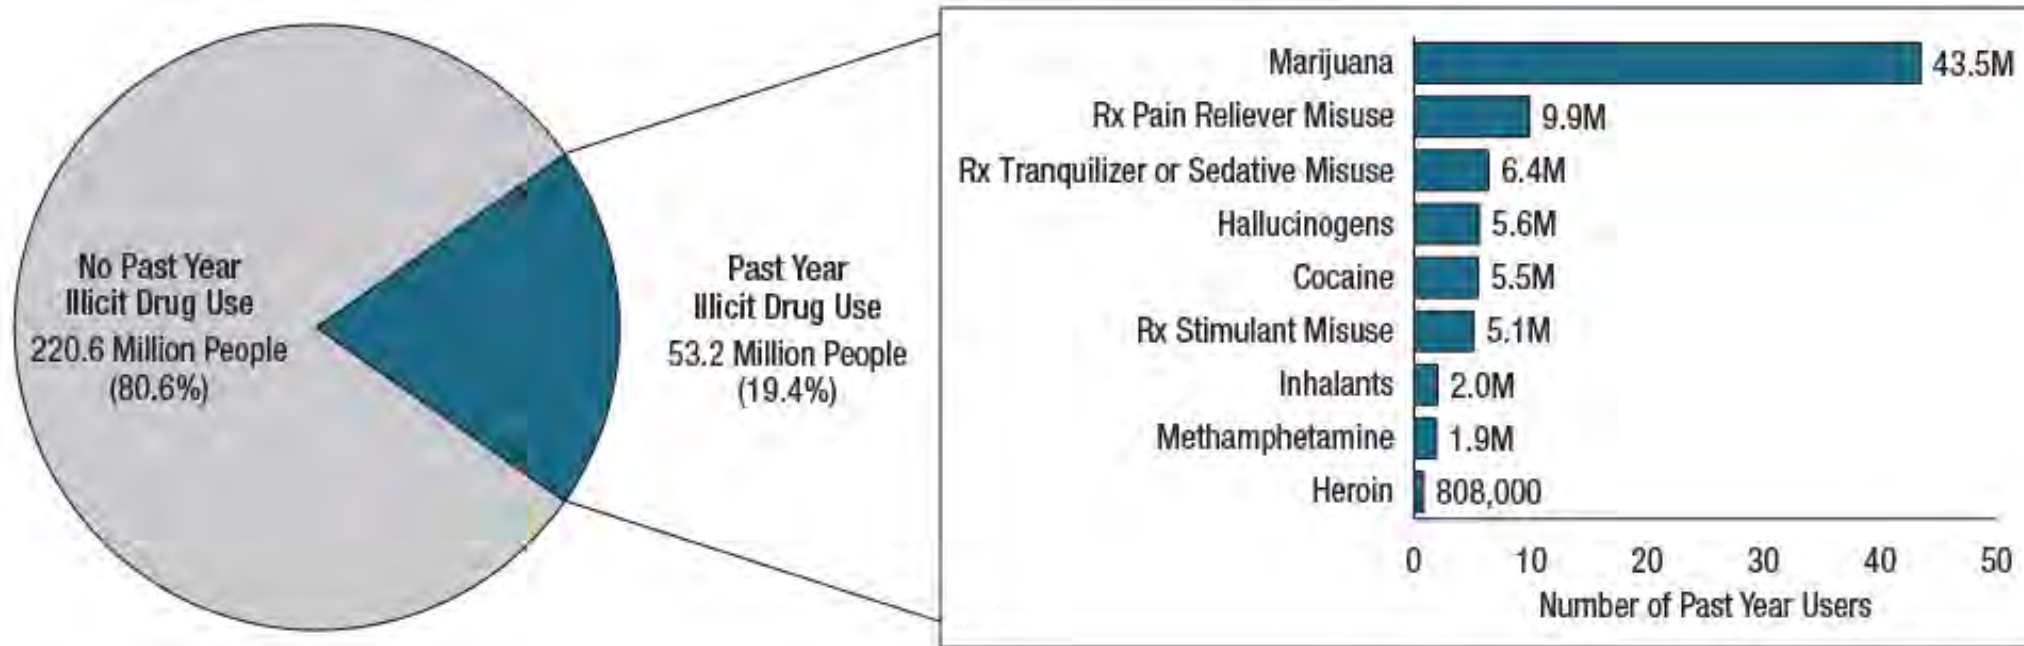 No Past Year
Illicit Drug Use
220.6 Million People
(80.6%)
Past Year
Illicit Drug Use
53.2 Million People
(19.4%)
Marijuana 43.5M
Rx Pain Reliever Misuse 9.9M
Rx Tranquilizer or Sedative Misuse 6.4M
Hallucinogens 5.6M
Cocaine 5.5M
Rx Stimulant Misuse 5.1M
Inhalants 2.0M
Methamphetamine 1.9M
Heroin 808,000
0 10 20 30 40 50
Number of Past Year Users